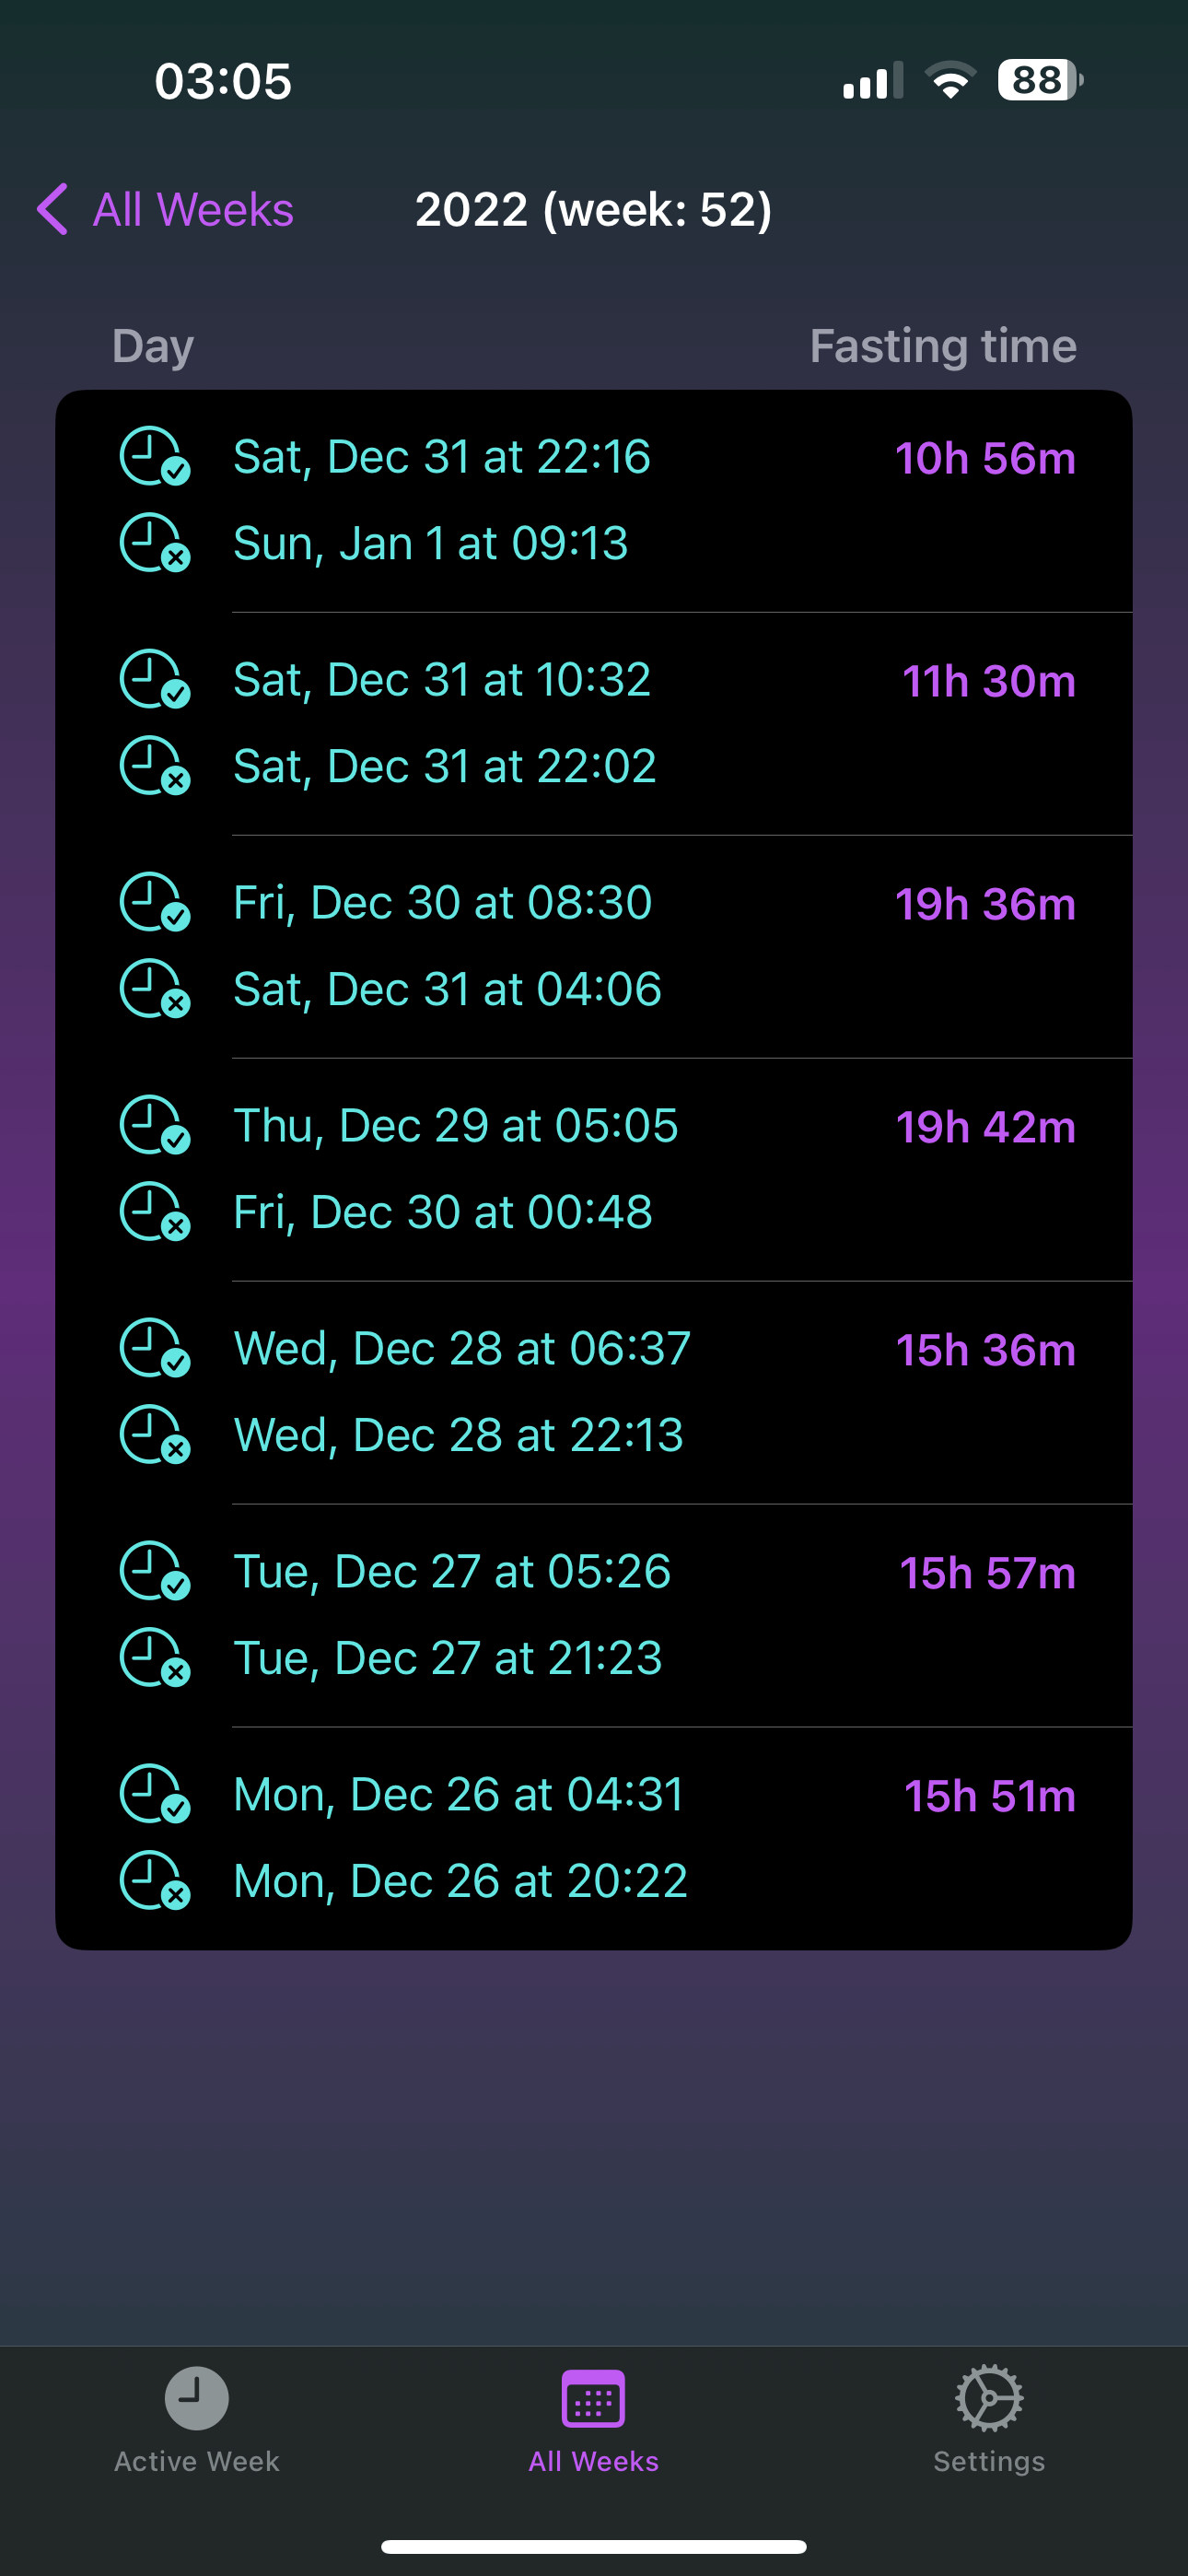 03:05
88
All Weeks
2022 (week: 52)
Day
Fasting time
Sat, Dec 31 at 22:16
10h 56m
Sun, Jan 1 at 09:13
Sat, Dec 31 at 10:32
11h 30m
Sat, Dec 31 at 22:02
Fri, Dec 30 at 08:30
19h 36m
Sat, Dec 31 at 04:06
Thu, Dec 29 at 05:05
19h 42m
Fri, Dec 30 at 00:48
Wed, Dec 28 at 06:37
15h 36m
Wed, Dec 28 at 22:13
Tue, Dec 27 at 05:26
15h 57m
Tue, Dec 27 at 21:23
Mon, Dec 26 at 04:31
15h 51m
Mon, Dec 26 at 20:22
Active Week
All Weeks
Settings